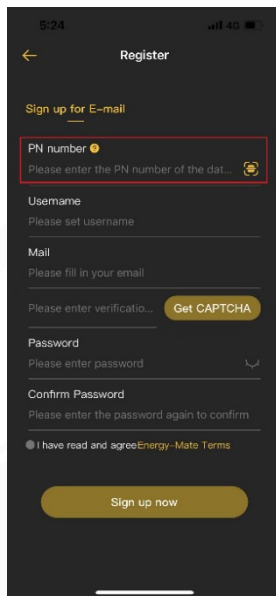 5:24
4G
Register
Sign up for E-mail
PN number
Please enter the PN number of the dat...
Username
Please set username
Mail
Please fill in your email
Please enter verificatio... Get CAPTCHA
Password
Please enter password
Confirm Password
Please enter the password again to confirm
I have read and agreeEnergy-Mate Terms
Sign up now